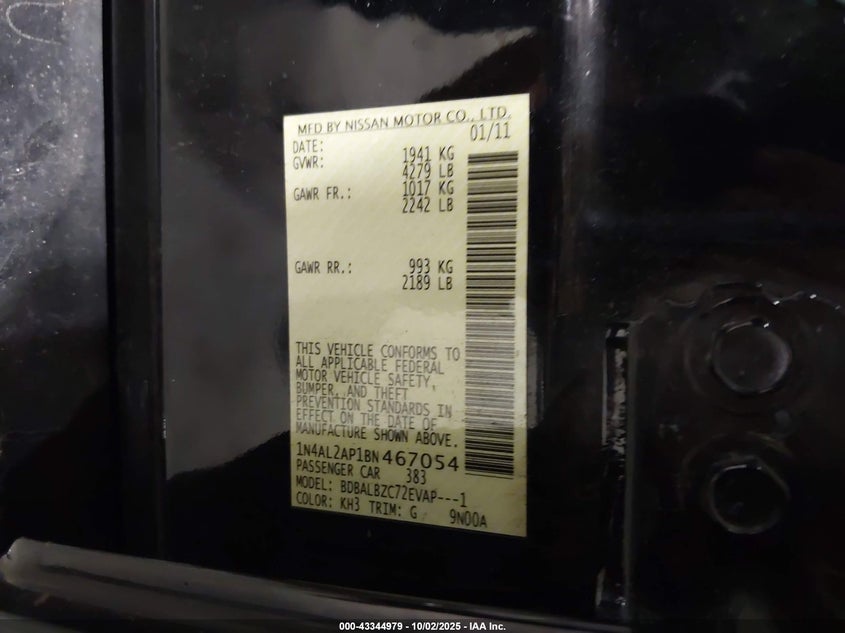 MFD BY NISSAN MOTOR CO., LTD.
DATE: 01/11
GVWR: 1941 KG
4279 LB
GAWR FR.: 1017 KG
2242 LB
GAWR RR.: 993 KG
2189 LB
THIS VEHICLE CONFORMS TO
ALL APPLICABLE FEDERAL
MOTOR VEHICLE SAFETY,
BUMPER, AND THEFT
PREVENTION STANDARDS IN
EFFECT ON THE DATE OF
MANUFACTURE SHOWN ABOVE.
1N4AL2AP1BN467054
PASSENGER CAR 383
MODEL: BDBALBZC72EVAP---1
COLOR: KH3 TRIM: G 9N00A
000-43344979 - 10/02/2025 - IAA Inc.